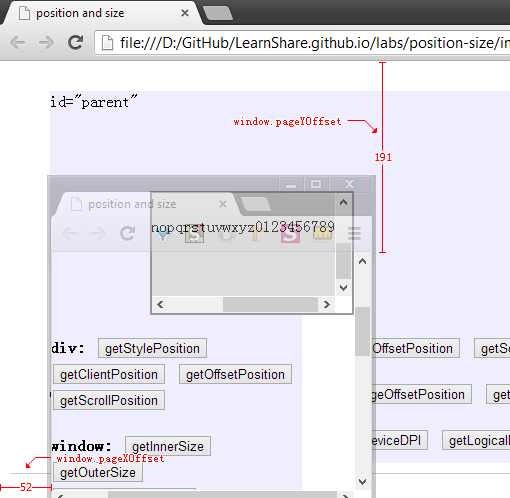 position and size
file:///D:/GitHub/LearnShare.github.io/labs/position-size/in
id="parent"
window.pageYOffset
191
position and size
nopqrstuvwxyz0123456789
div: getStylePosition
OffsetPosition
getSc
getClientPosition getOffsetPosition
geOffsetPosition
get
getScrollPosition
window: getInnerSize
eviceDPI
getLogical
window.pageXOffset
getOuterSize
52